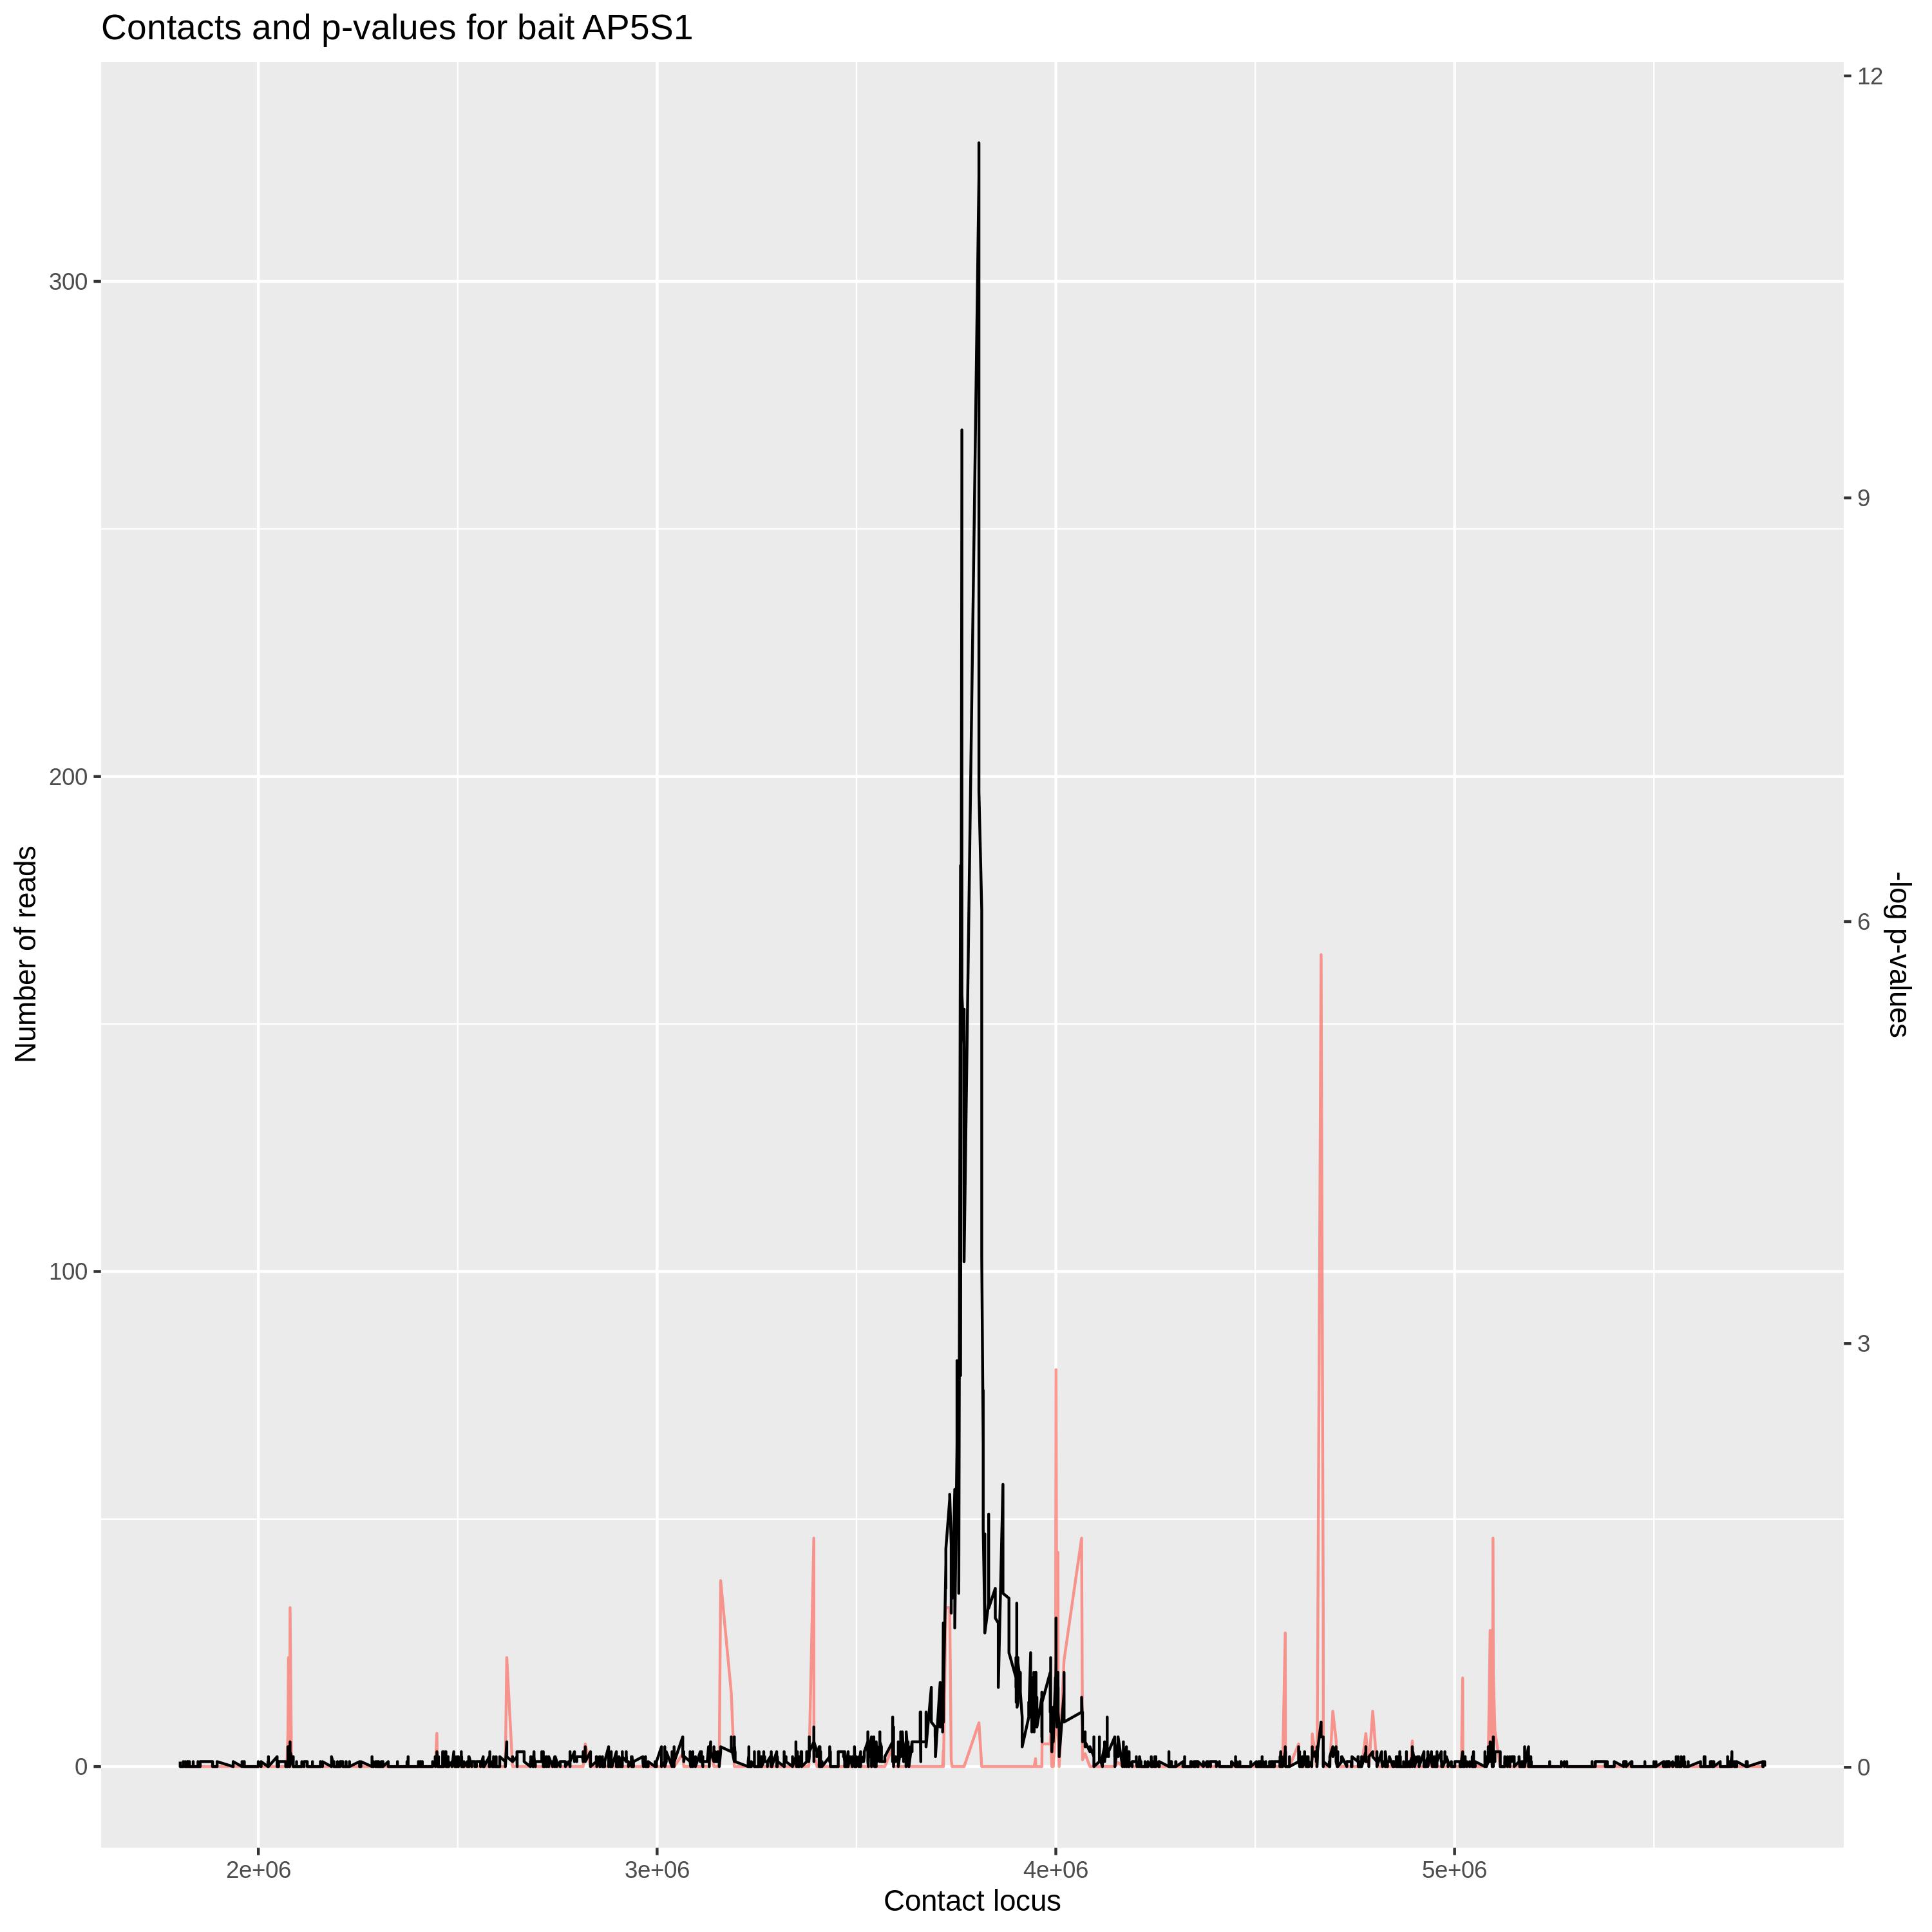 Contacts and p-values for bait AP5S1
12
300
9
200
6
Number of reads
-log p-values
100
3
0
0
2e+06
3e+06
4e+06
5e+06
Contact locus